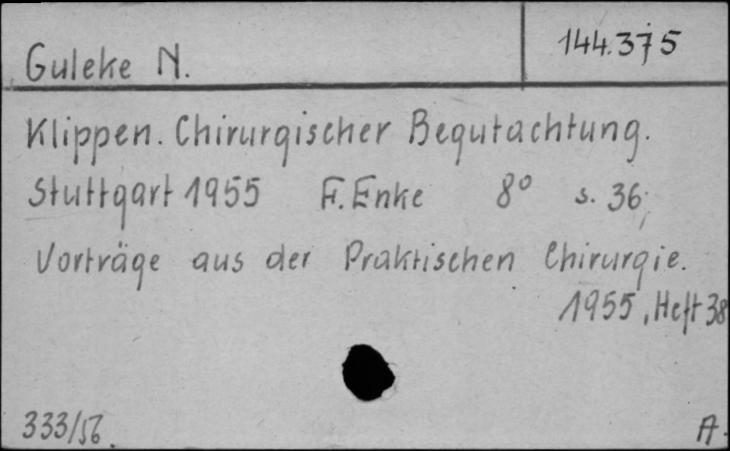 Guleke N.
144.375
Klippen. Chirurgischer Begutachtung.
Stuttgart 1955 F. Enke 8° s. 36.
Vorträge aus der Praktischen Chirurgie.
1955, Heft 38
333/56.
A.